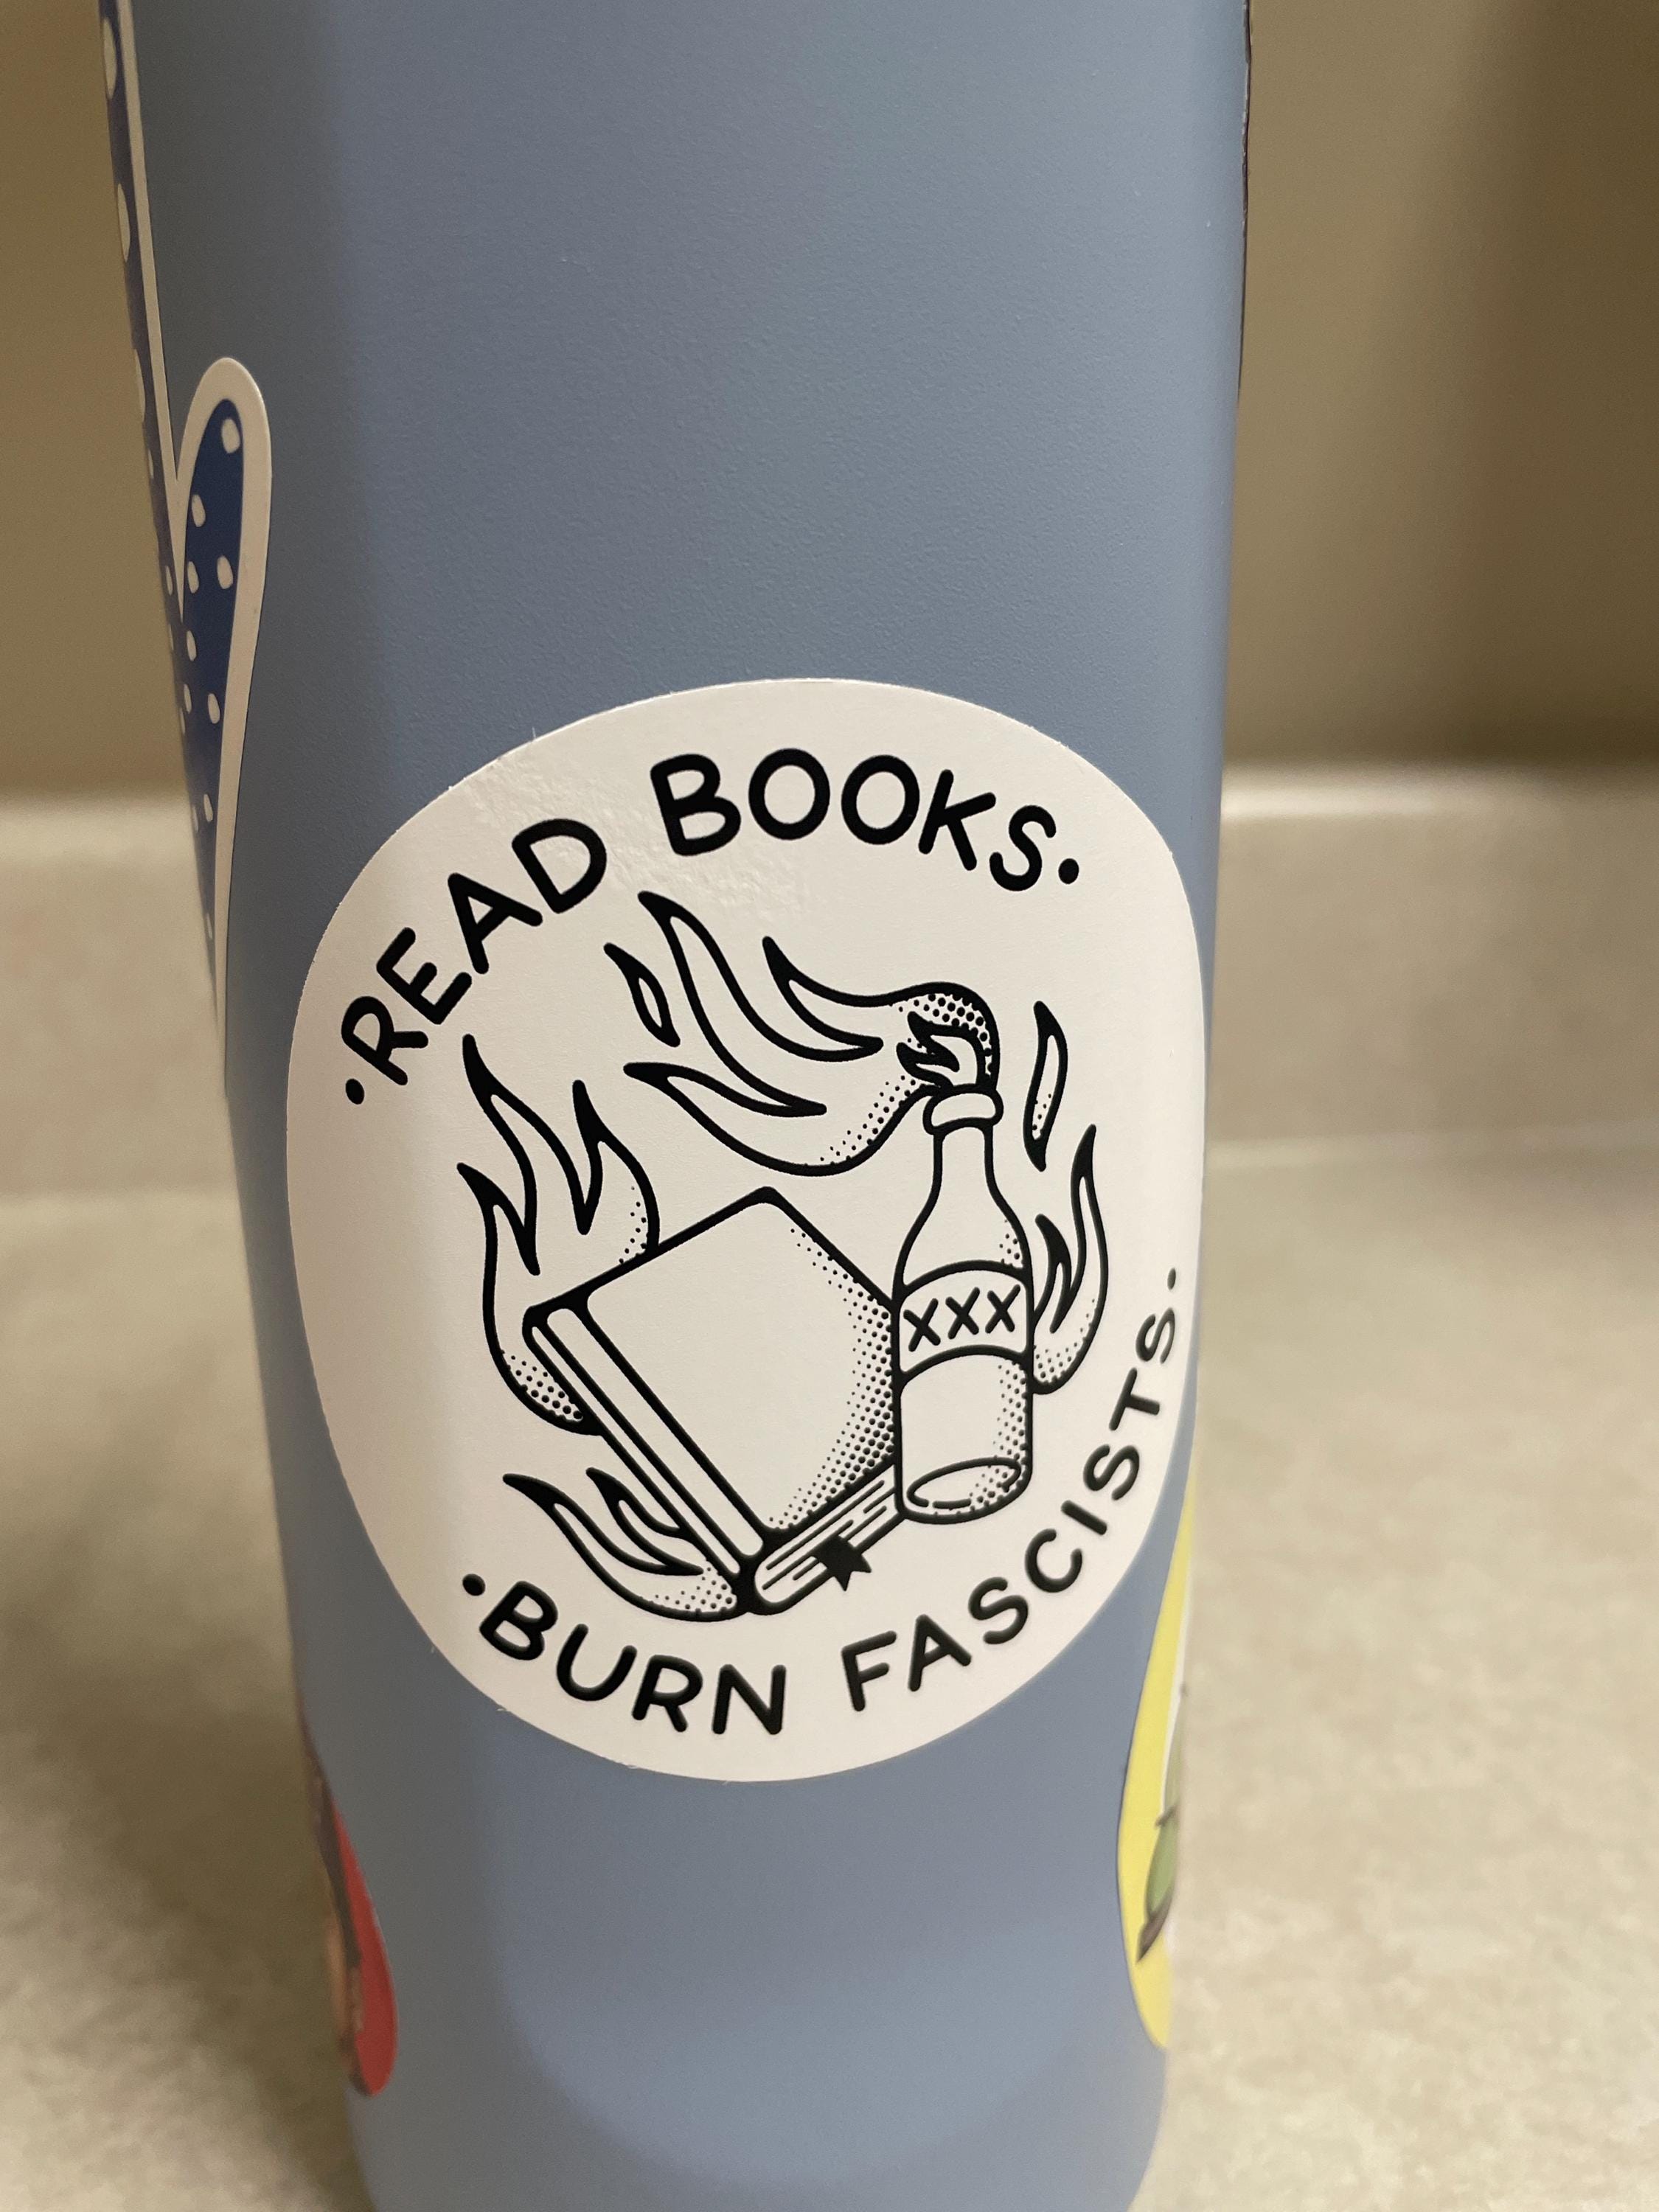 ·READ BOOKS·
XXX
·BURN FASCISTS·